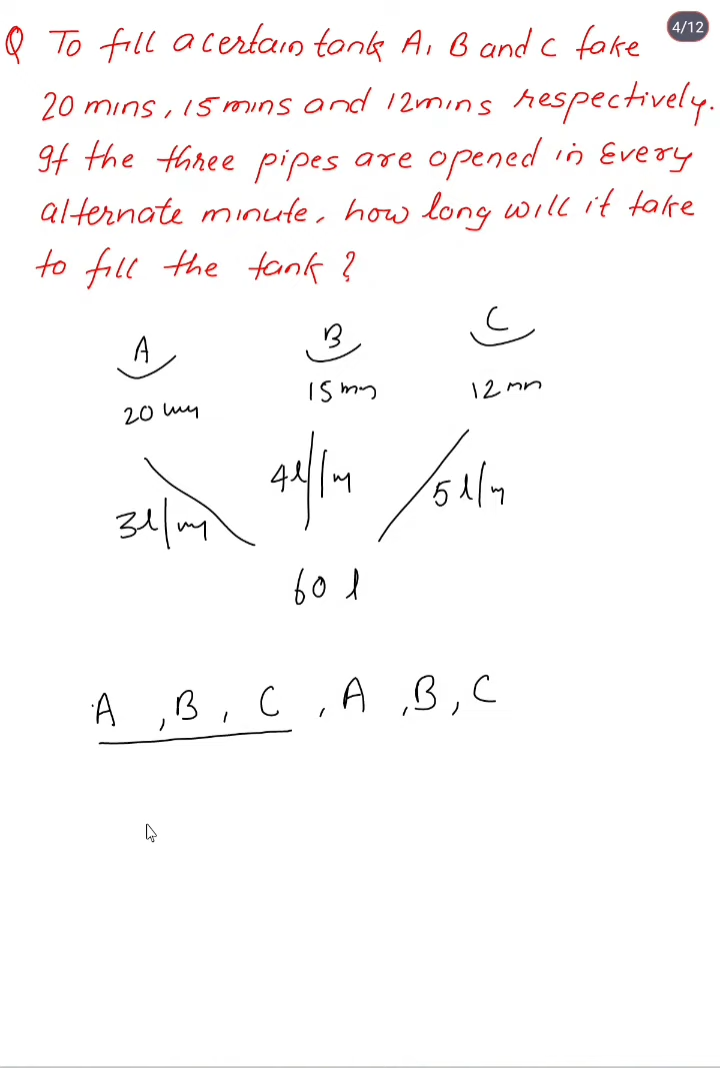 4/12
Q To fill a certain tank A, B and C take
20 mins, 15 mins and 12 mins respectively.
If the three pipes are opened in Every
alternate minute, how long will it take
to fill the tank?
A B C
20 min 15 min 12 min
3l/m 4l/m 5l/m
60 l
A, B, C, A, B, C